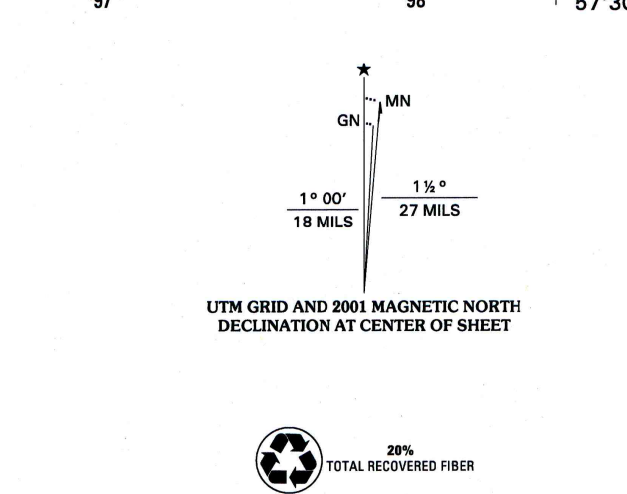 97 98 57'30
★
MN
GN
1° 00'
18 MILS
1½°
27 MILS
UTM GRID AND 2001 MAGNETIC NORTH
DECLINATION AT CENTER OF SHEET
20%
TOTAL RECOVERED FIBER